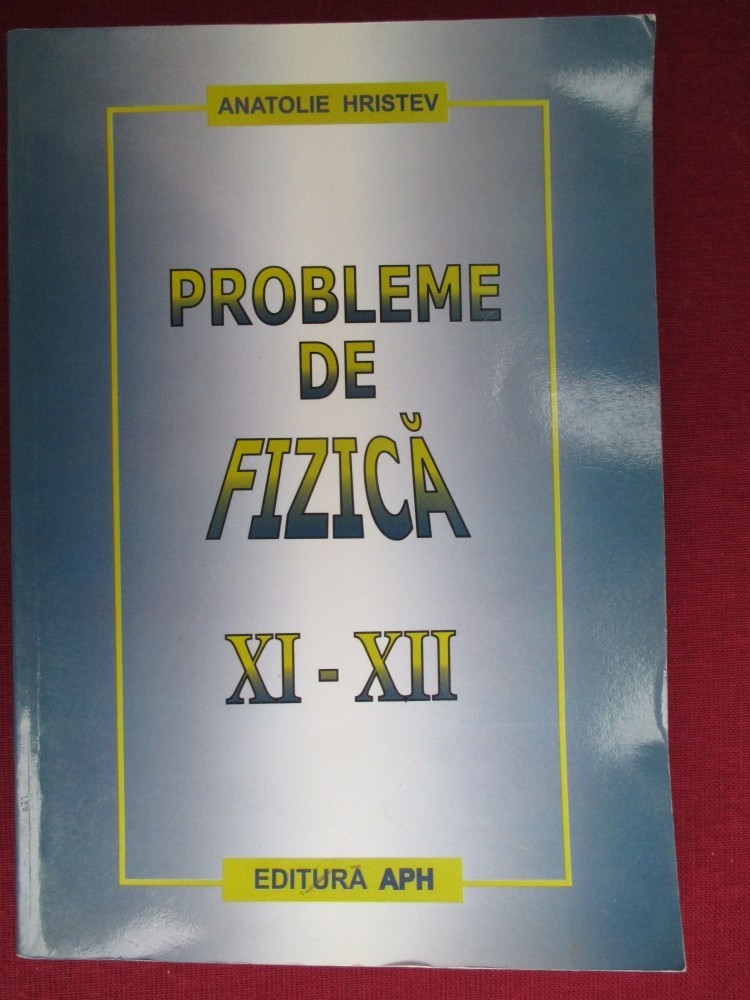 ANATOLIE HRISTEV
PROBLEME
DE
FIZICĂ
XI - XII
EDITURA APH